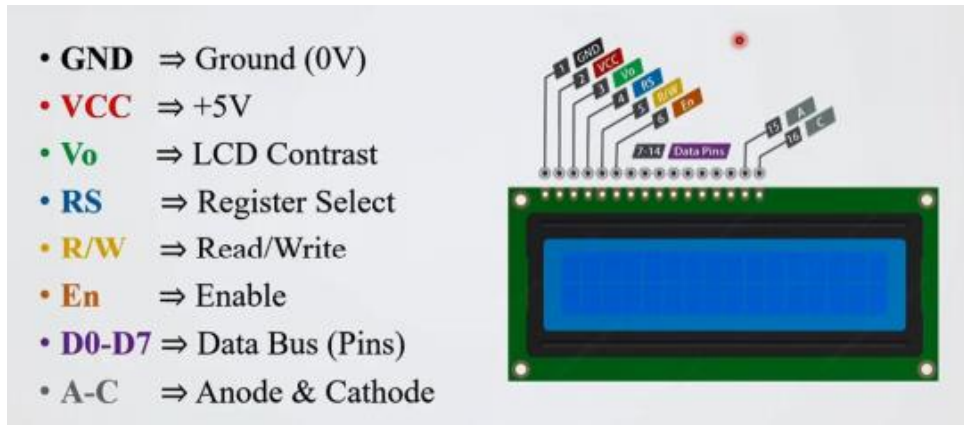 • GND ⇒ Ground (0V)
• VCC ⇒ +5V
• Vo ⇒ LCD Contrast
• RS ⇒ Register Select
• R/W ⇒ Read/Write
• En ⇒ Enable
• D0-D7 ⇒ Data Bus (Pins)
• A-C ⇒ Anode & Cathode
1 GND
2 VCC
3 Vo
4 RS
5 R/W
6 En
7-14 Data Pins
15 A
16 C